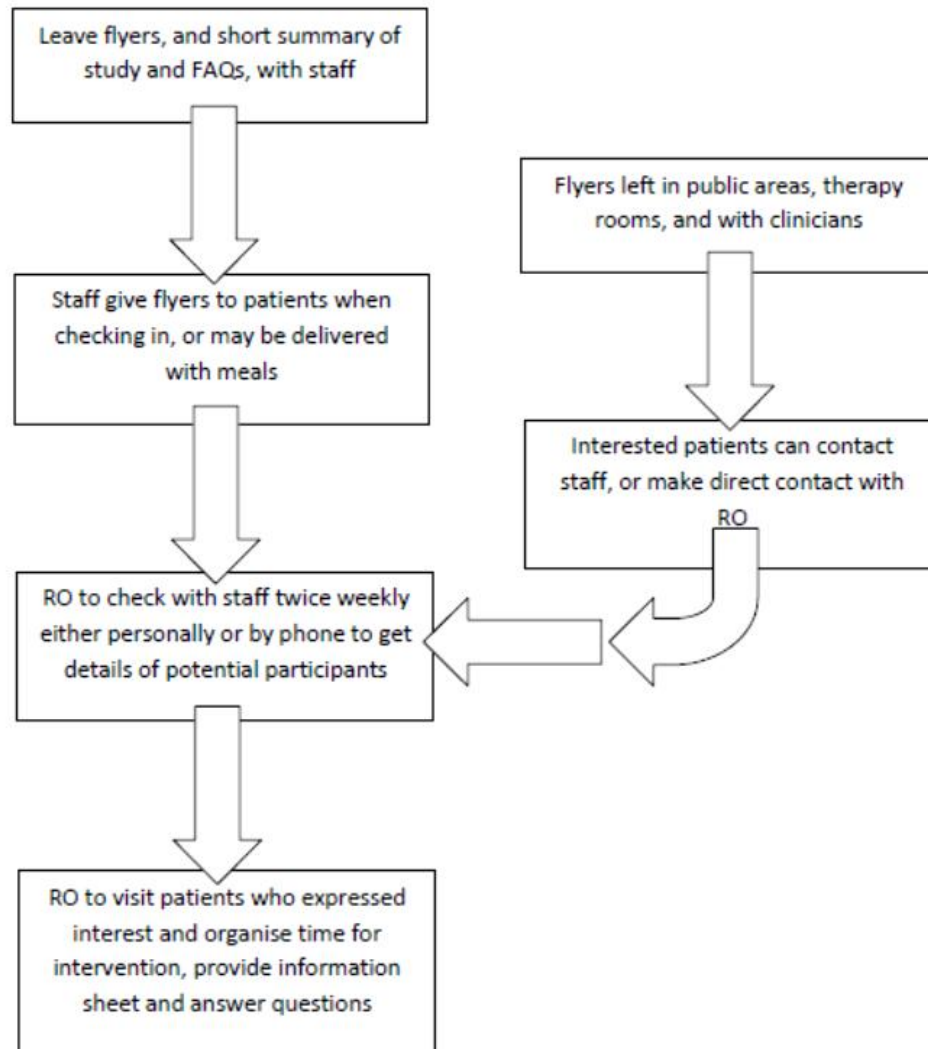 Leave flyers, and short summary of
study and FAQs, with staff
Flyers left in public areas, therapy
rooms, and with clinicians
Staff give flyers to patients when
checking in, or may be delivered
with meals
Interested patients can contact
staff, or make direct contact with
RO
RO to check with staff twice weekly
either personally or by phone to get
details of potential participants
RO to visit patients who expressed
interest and organise time for
intervention, provide information
sheet and answer questions